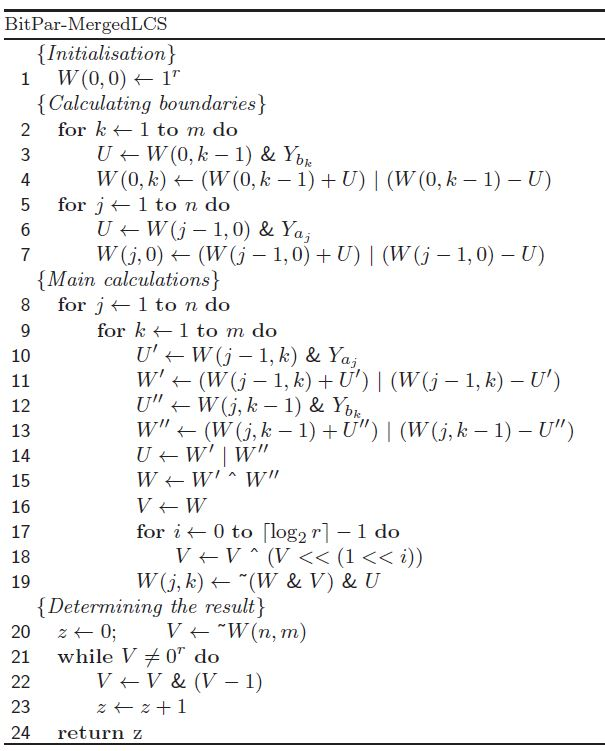 BitPar-MergedLCS
{Initialisation}
1 W(0, 0) ← 1ʳ
{Calculating boundaries}
2 for k ← 1 to m do
3 U ← W(0, k − 1) & Y_{b_k}
4 W(0, k) ← (W(0, k − 1) + U) | (W(0, k − 1) − U)
5 for j ← 1 to n do
6 U ← W(j − 1, 0) & Y_{a_j}
7 W(j, 0) ← (W(j − 1, 0) + U) | (W(j − 1, 0) − U)
{Main calculations}
8 for j ← 1 to n do
9 for k ← 1 to m do
10 U′ ← W(j − 1, k) & Y_{a_j}
11 W′ ← (W(j − 1, k) + U′) | (W(j − 1, k) − U′)
12 U″ ← W(j, k − 1) & Y_{b_k}
13 W″ ← (W(j, k − 1) + U″) | (W(j, k − 1) − U″)
14 U ← W′ | W″
15 W ← W′ ^ W″
16 V ← W
17 for i ← 0 to ⌈log₂ r⌉ − 1 do
18 V ← V ^ (V << (1 << i))
19 W(j, k) ← ~(W & V) & U
{Determining the result}
20 z ← 0; V ← ~W(n, m)
21 while V ≠ 0ʳ do
22 V ← V & (V − 1)
23 z ← z + 1
24 return z